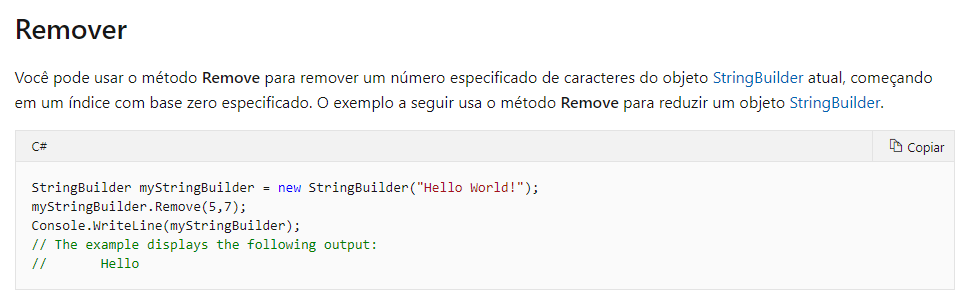 Remover
Você pode usar o método Remove para remover um número especificado de caracteres do objeto StringBuilder atual, começando
em um índice com base zero especificado. O exemplo a seguir usa o método Remove para reduzir um objeto StringBuilder.
C# Copiar
StringBuilder myStringBuilder = new StringBuilder("Hello World!");
myStringBuilder.Remove(5,7);
Console.WriteLine(myStringBuilder);
// The example displays the following output:
//       Hello